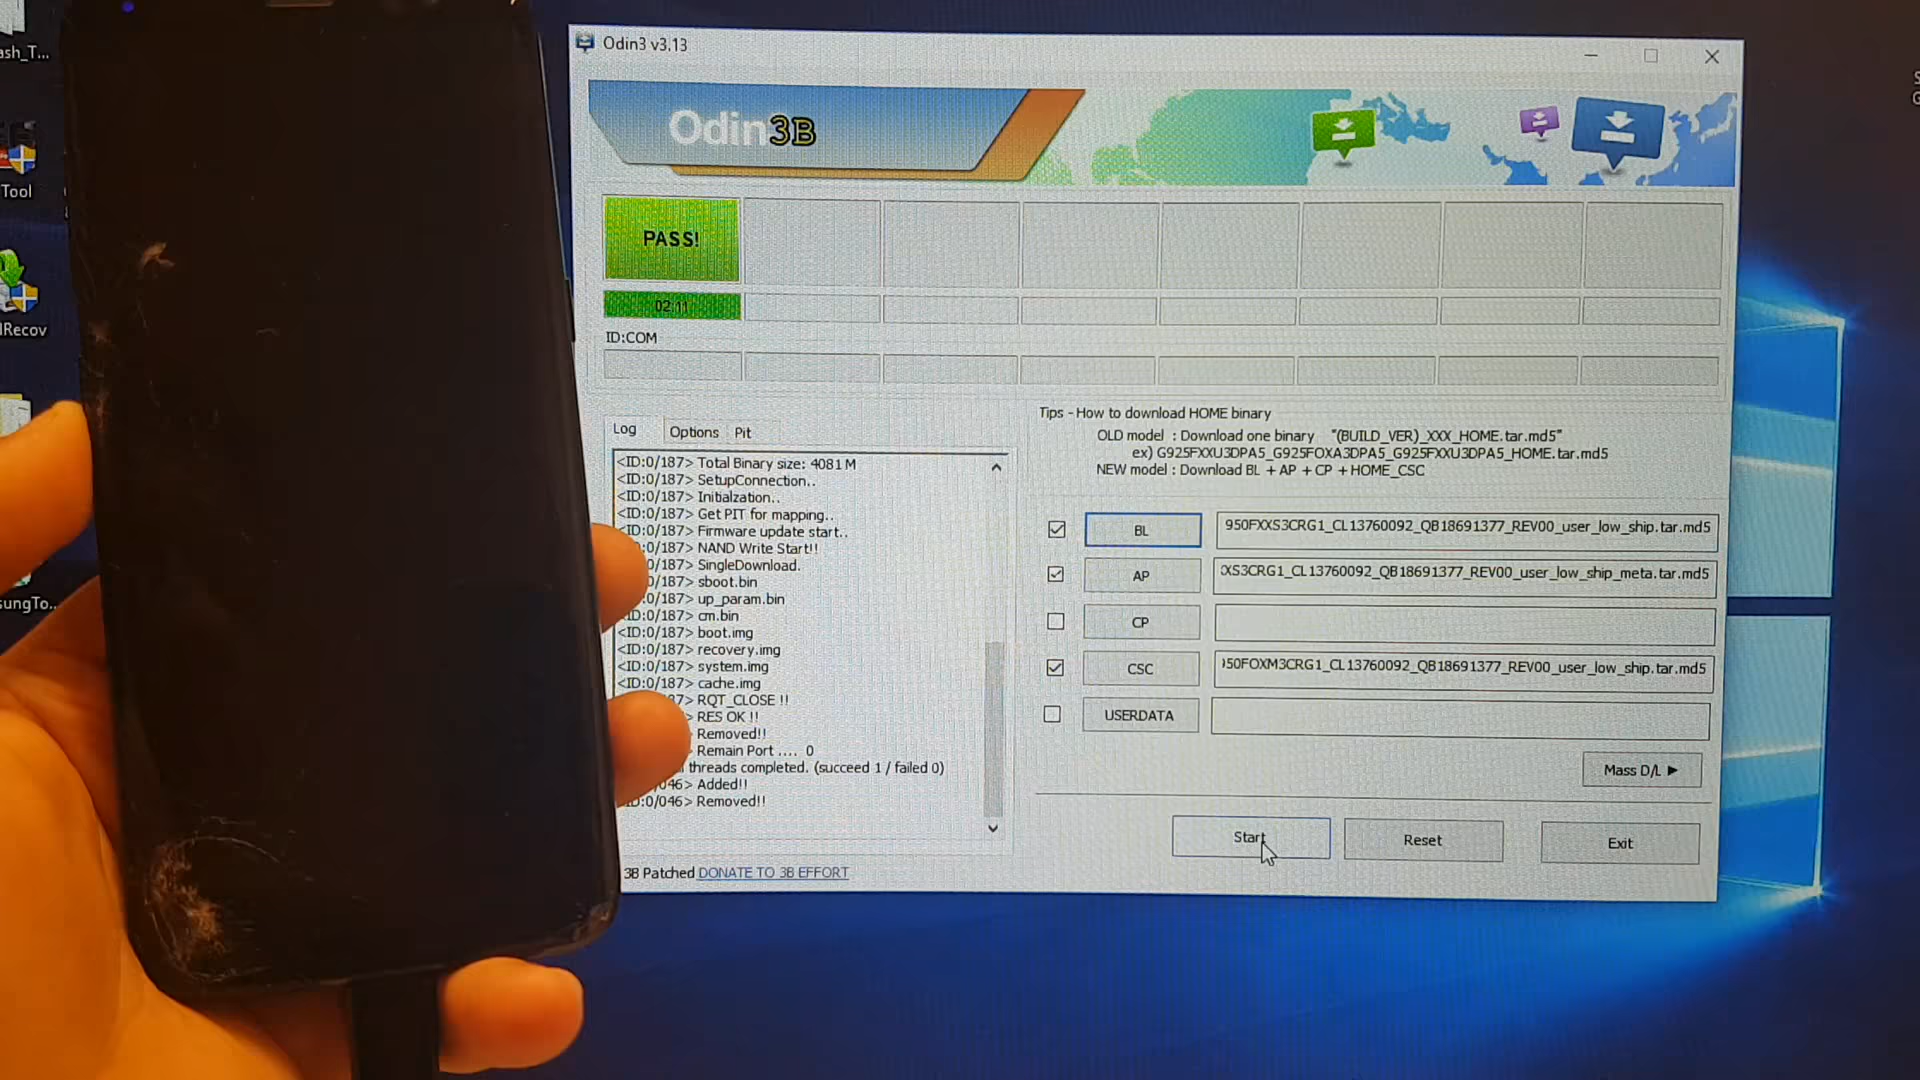 ash_T...
Tool
lRecov
sungTo...
Odin3 v3.13
Odin3B
PASS!
02:11
ID:COM
Log
Options
Pit
<ID:0/187> Total Binary size: 4081 M
<ID:0/187> SetupConnection..
<ID:0/187> Initialzation..
<ID:0/187> Get PIT for mapping..
<ID:0/187> Firmware update start..
<ID:0/187> NAND Write Start!!
:0/187> SingleDownload.
D:0/187> sboot.bin
D:0/187> up_param.bin
ID:0/187> cm.bin
<ID:0/187> boot.img
<ID:0/187> recovery.img
<ID:0/187> system.img
<ID:0/187> cache.img
87> RQT_CLOSE !!
> RES OK !!
Removed!!
Remain Port .... 0
threads completed. (succeed 1 / failed 0)
/046> Added!!
ID:0/046> Removed!!
3B Patched DONATE TO 3B EFFORT
Tips - How to download HOME binary
OLD model : Download one binary "(BUILD_VER)_XXX_HOME.tar.md5"
ex) G925FXXU3DPA5_G925FOXA3DPA5_G925FXXU3DPA5_HOME.tar.md5
NEW model : Download BL + AP + CP + HOME_CSC
BL 950FXXS3CRG1_CL13760092_QB18691377_REV00_user_low_ship.tar.md5
AP XS3CRG1_CL13760092_QB18691377_REV00_user_low_ship_meta.tar.md5
CP
CSC 50FOXM3CRG1_CL13760092_QB18691377_REV00_user_low_ship.tar.md5
USERDATA
Mass D/L ►
Start
Reset
Exit